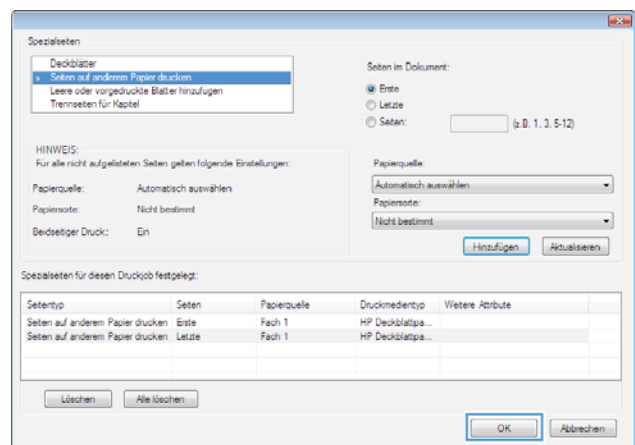 Spezialseiten
Deckblätter
» Seiten auf anderem Papier drucken
Leere oder vorgedruckte Blatter hinzufügen
Trennseiten für Kapitel
Seiten im Dokument:
Erste
Letzte
Seiten:
(z.B. 1, 3, 5-12)
HINWEIS:
Für alle nicht aufgelisteten Seiten gelten folgende Einstellungen:
Papierquelle: Automatisch auswählen
Papiersorte: Nicht bestimmt
Beidseitiger Druck:: Ein
Papierquelle:
Automatisch auswählen
Papiersorte:
Nicht bestimmt
Hinzufügen Aktualisieren
Spezialseiten für diesen Druckjob festgelegt:
Seitentyp Seiten Papierquelle Druckmedientyp Weitere Attribute
Seiten auf anderem Papier drucken Erste Fach 1 HP Deckblattpa...
Seiten auf anderem Papier drucken Letzte Fach 1 HP Deckblattpa...
Löschen Alle löschen
OK Abbrechen